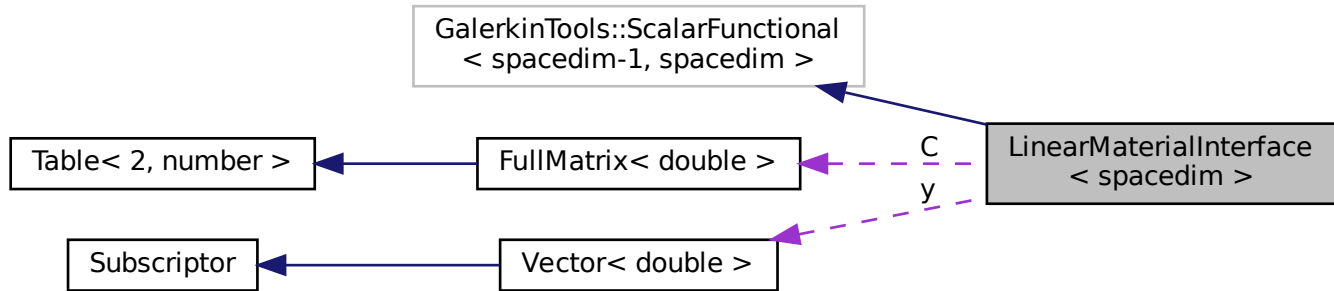 GalerkinTools::ScalarFunctional
< spacedim-1, spacedim >
Table< 2, number >
FullMatrix< double >
C
LinearMaterialInterface
< spacedim >
y
Subscriptor
Vector< double >